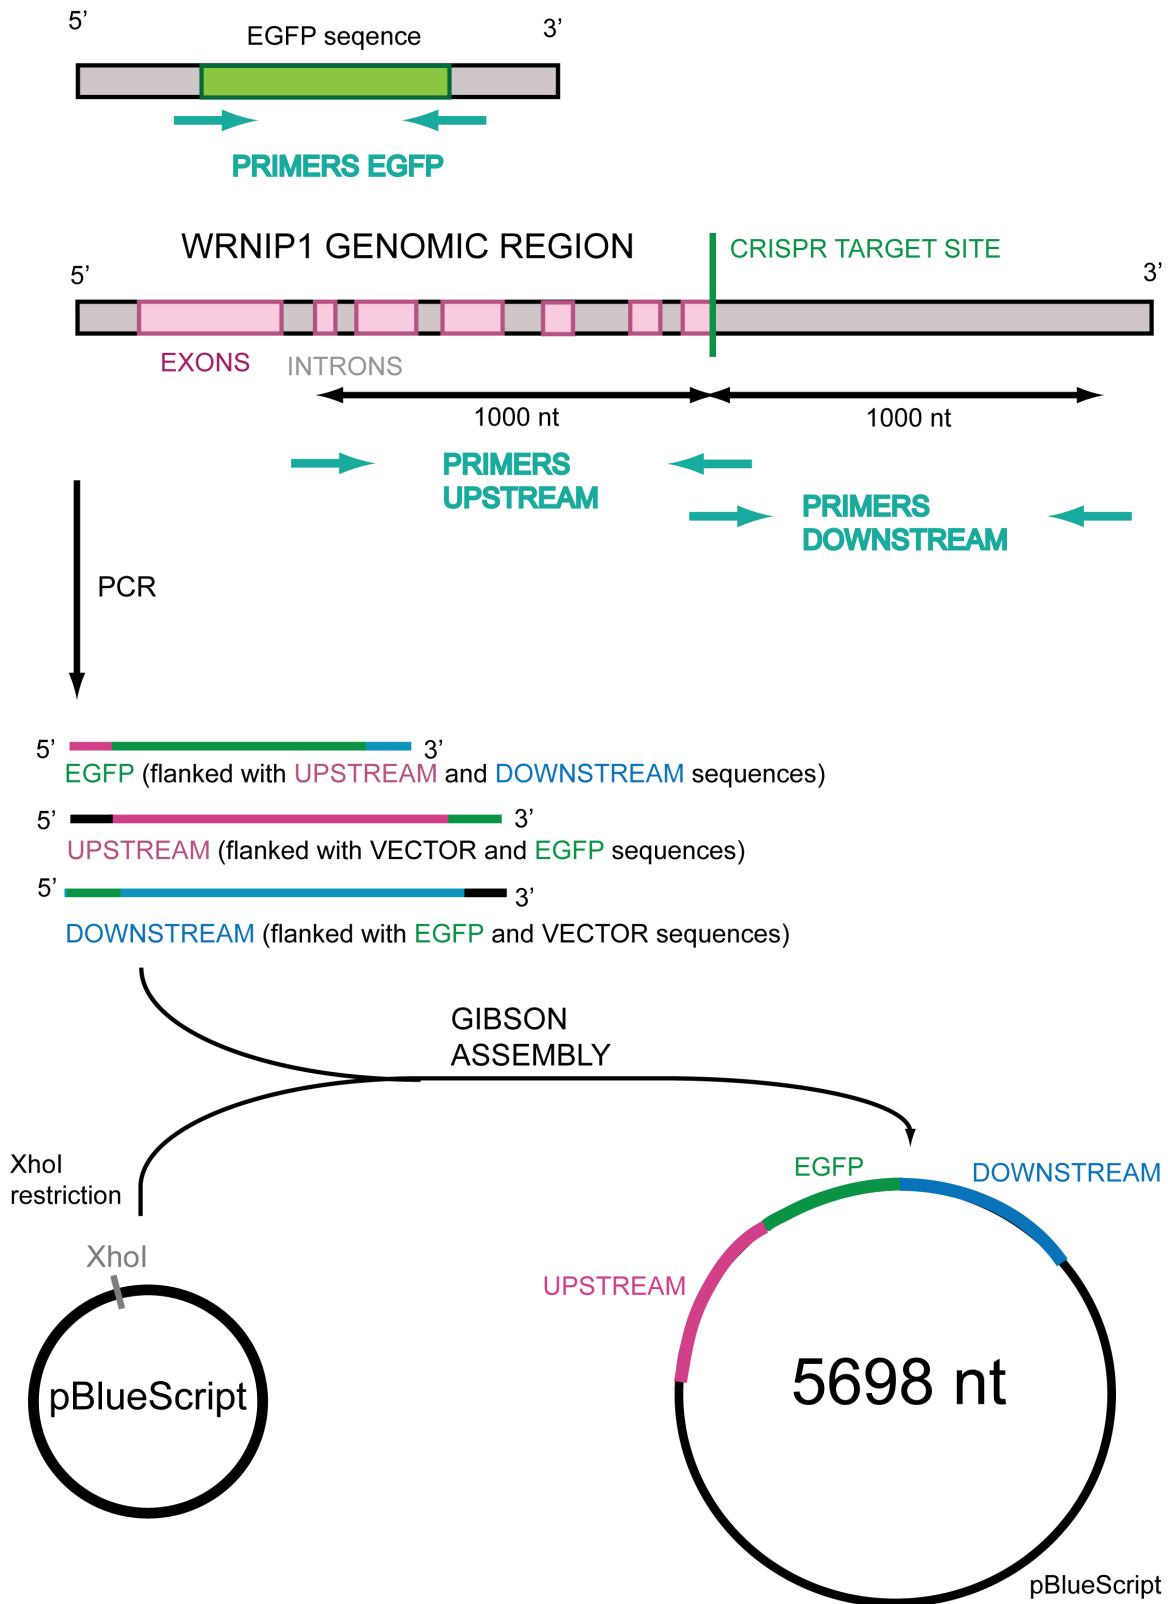 5’
EGFP seqence
3’
PRIMERS EGFP
WRNIP1 GENOMIC REGION
CRISPR TARGET SITE
5’
3’
EXONS
INTRONS
1000 nt
1000 nt
PRIMERS
UPSTREAM
PRIMERS
DOWNSTREAM
PCR
5’
3’
EGFP (flanked with UPSTREAM and DOWNSTREAM sequences)
5’
3’
UPSTREAM (flanked with VECTOR and EGFP sequences)
5’
3’
DOWNSTREAM (flanked with EGFP and VECTOR sequences)
GIBSON
ASSEMBLY
XhoI
restriction
XhoI
pBlueScript
EGFP
DOWNSTREAM
UPSTREAM
5698 nt
pBlueScript